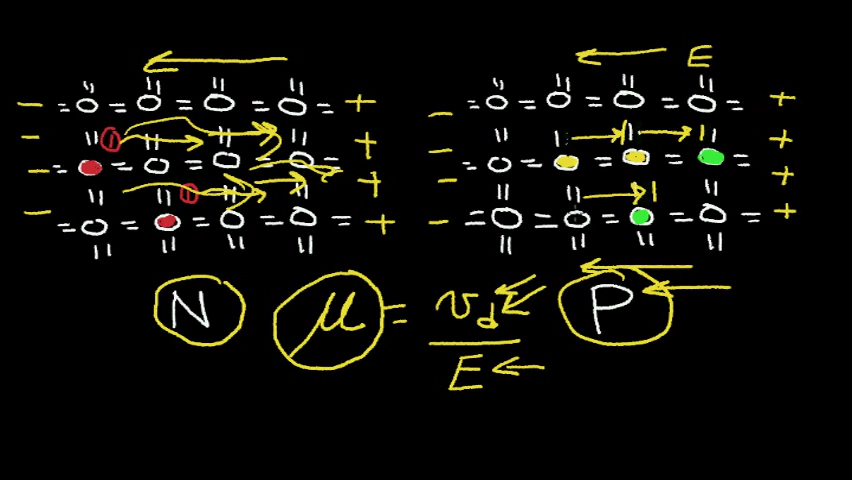 E
N μ = v_d / E P